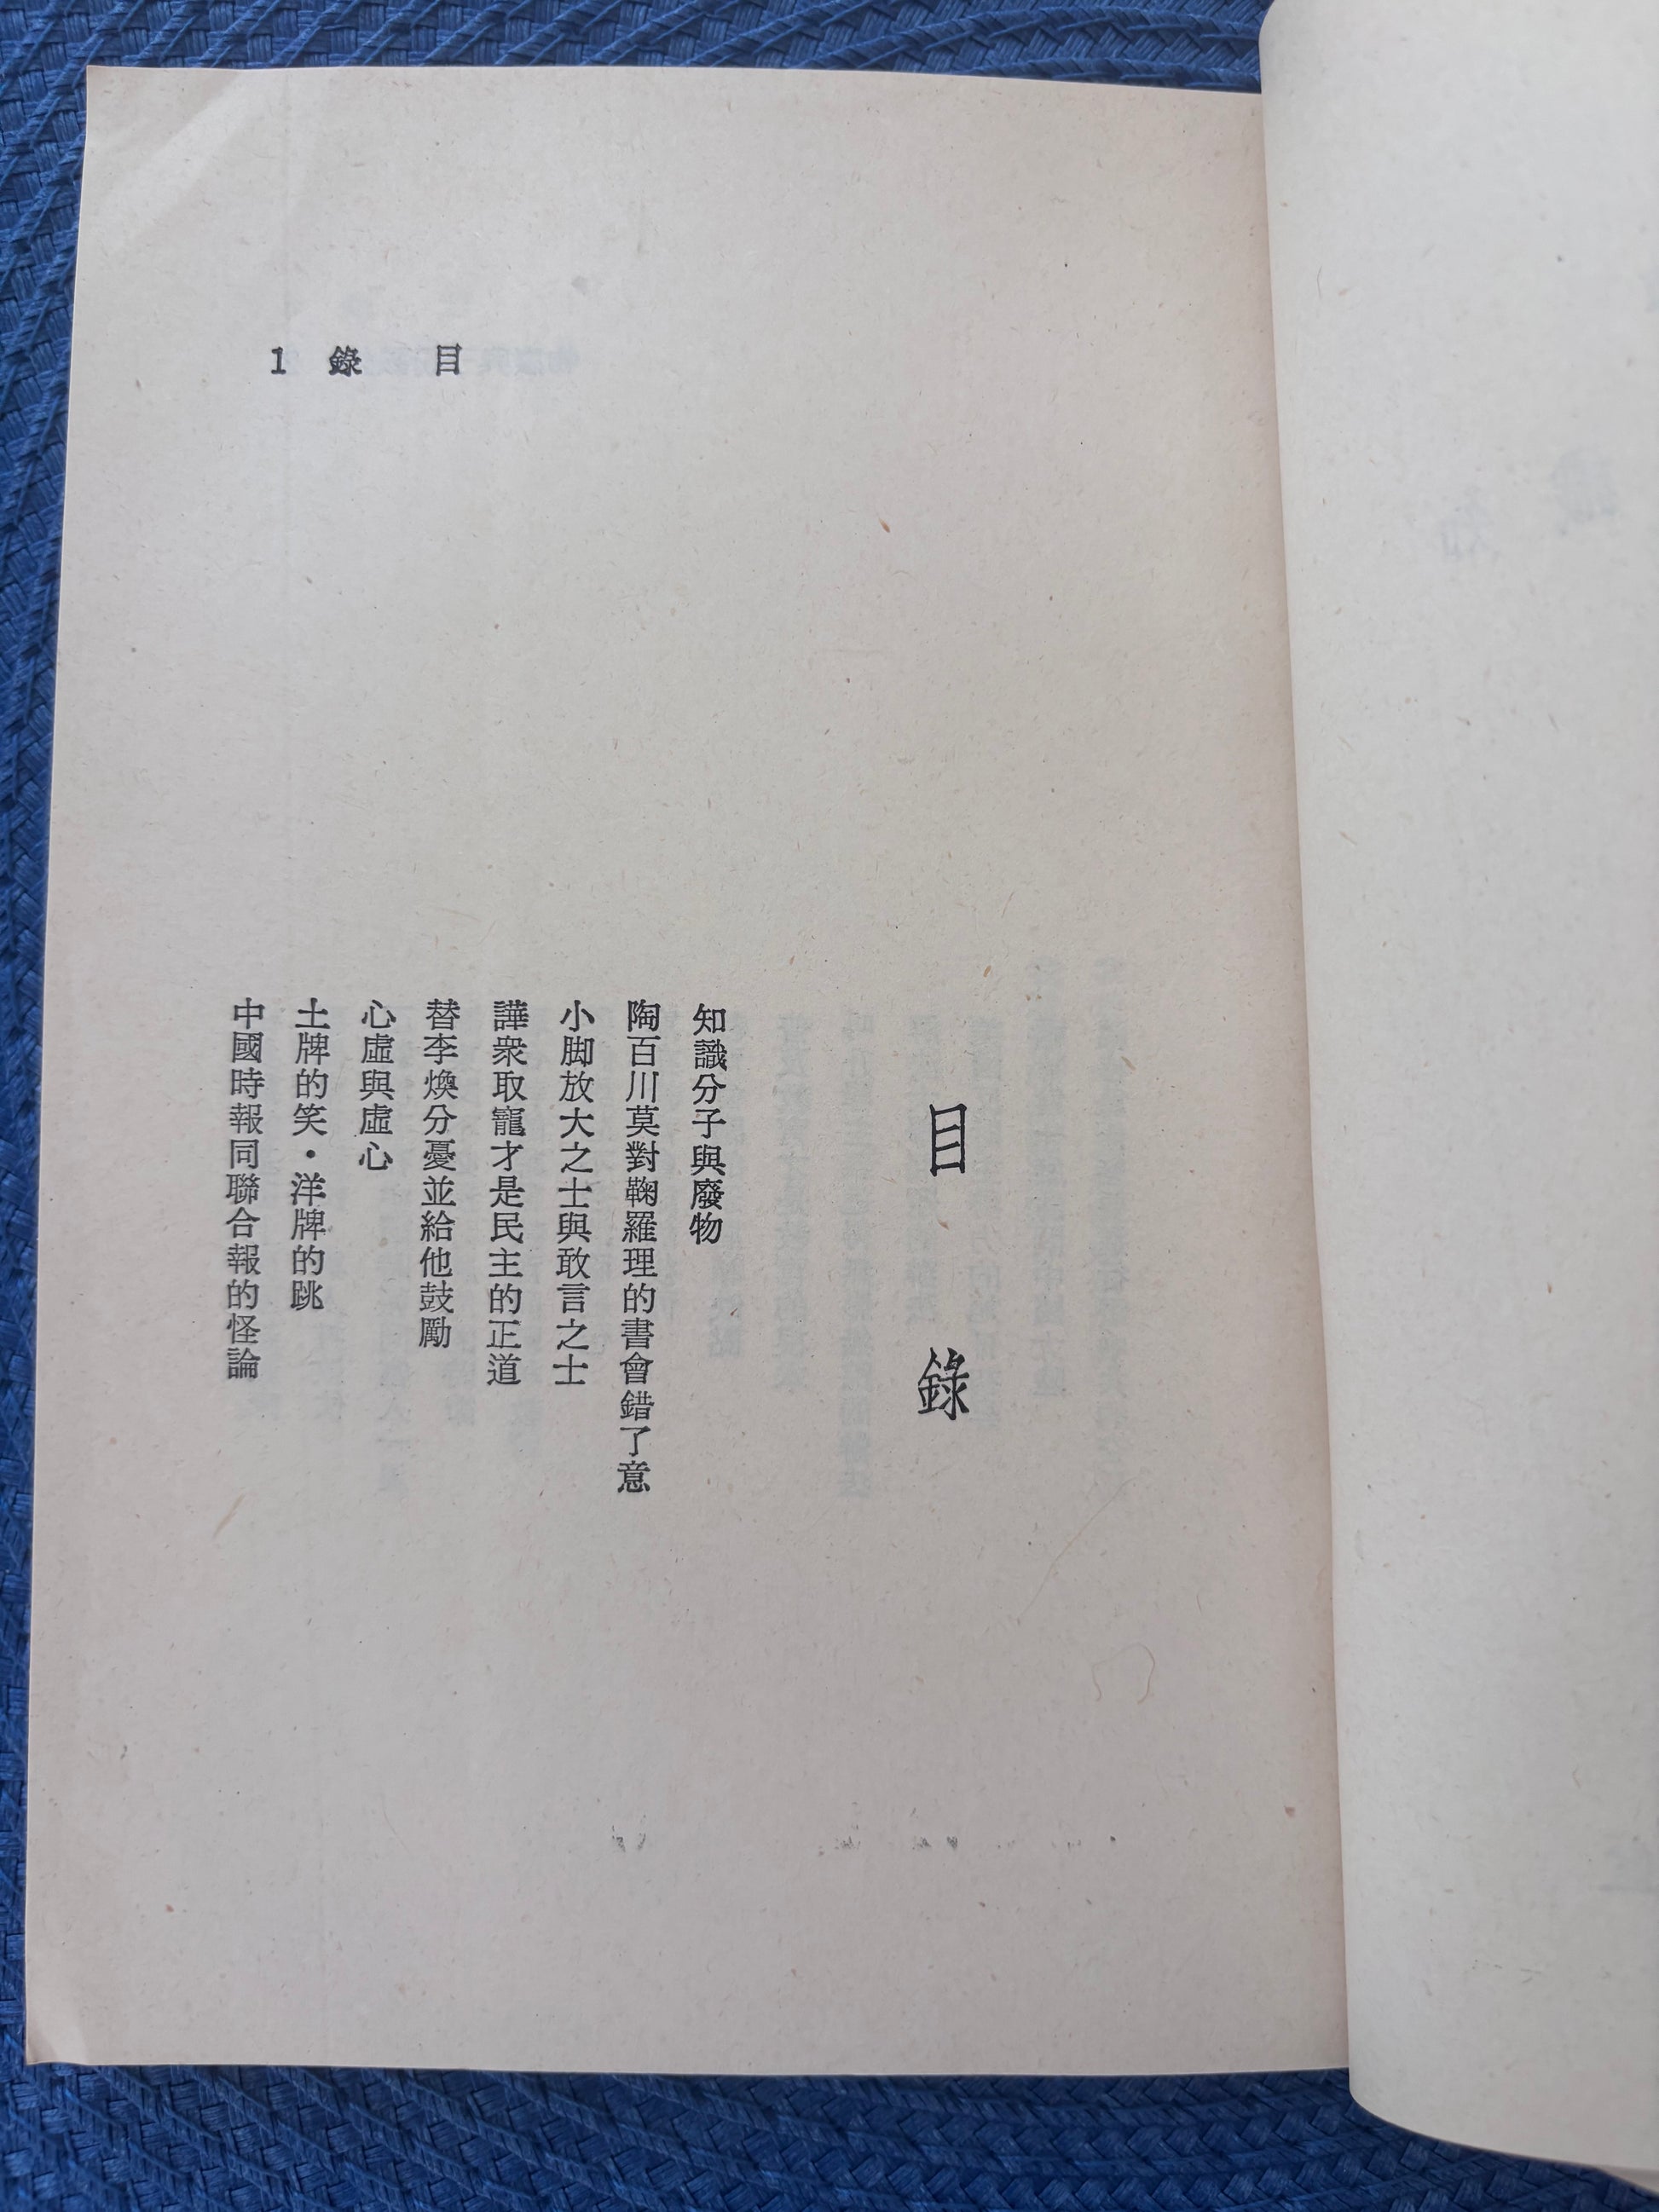 目錄 1
目錄
知識分子與廢物
陶百川莫對鞠羅理的書會錯了意
小脚放大之士與敢言之士
譁衆取寵才是民主的正道
替李煥分憂並給他鼓勵
心虛與虛心
土牌的笑・洋牌的跳
中國時報同聯合報的怪論